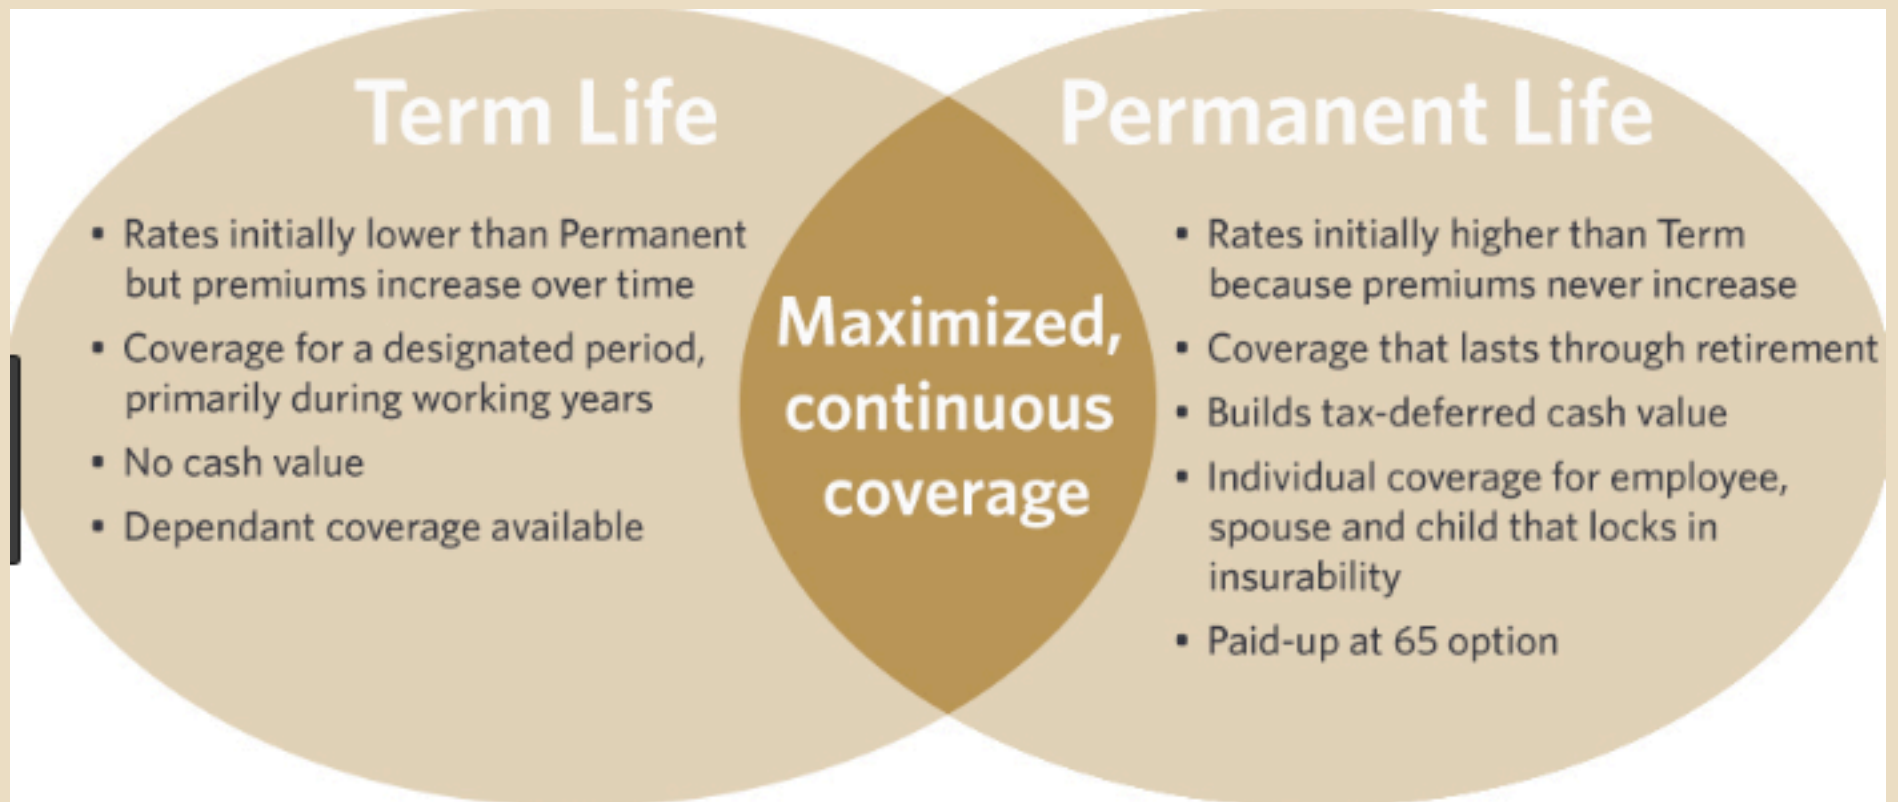 Term Life
▪ Rates initially lower than Permanent
but premiums increase over time
▪ Coverage for a designated period,
primarily during working years
▪ No cash value
▪ Dependant coverage available
Maximized,
continuous
coverage
Permanent Life
▪ Rates initially higher than Term
because premiums never increase
▪ Coverage that lasts through retirement
▪ Builds tax-deferred cash value
▪ Individual coverage for employee,
spouse and child that locks in
insurability
▪ Paid-up at 65 option